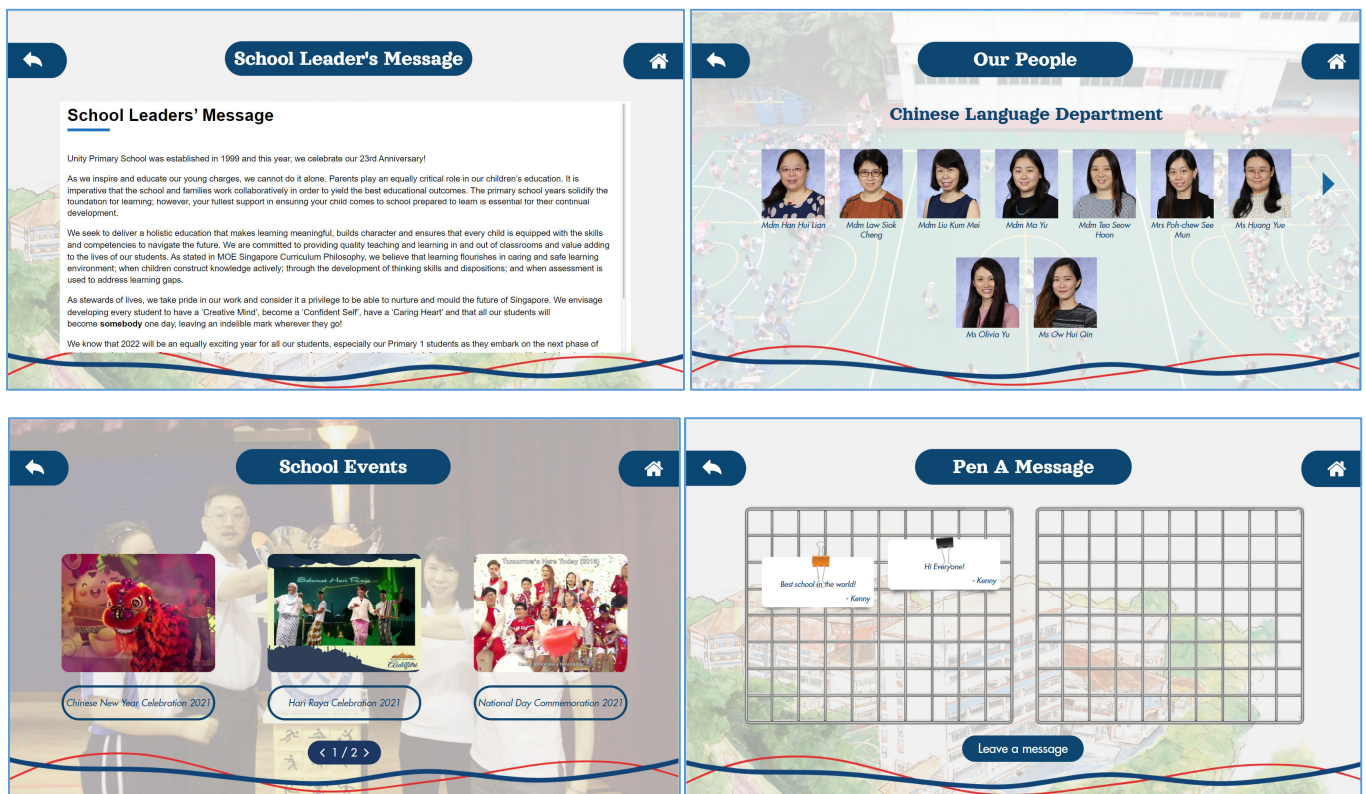 School Leader's Message
School Leaders' Message
Unity Primary School was established in 1999 and this year, we celebrate our 23rd Anniversary!
As we inspire and educate our young charges, we cannot do it alone. Parents play an equally critical role in our children's education. It is
imperative that the school and families work collaboratively in order to yield the best educational outcomes. The primary school years solidify the
foundation for learning; however, your fullest support in ensuring your child comes to school prepared to learn is essential for their continual
development.
We seek to deliver a holistic education that makes learning meaningful, builds character and ensures that every child is equipped with the skills
and competencies to navigate the future. We are committed to providing quality teaching and learning in and out of classrooms and value adding
to the lives of our students. As stated in MOE Singapore Curriculum Philosophy, we believe that learning flourishes in caring and safe learning
environment; when children construct knowledge actively; through the development of thinking skills and dispositions; and when assessment is
used to address learning gaps.
As stewards of lives, we take pride in our work and consider it a privilege to be able to nurture and mould the future of Singapore. We envisage
developing every student to have a 'Creative Mind', become a 'Confident Self', have a 'Caring Heart' and that all our students will
become somebody one day, leaving an indelible mark wherever they go!
We know that 2022 will be an equally exciting year for all our students, especially our Primary 1 students as they embark on the next phase of
Our People
Chinese Language Department
Mdm Han Hui Lian
Mdm Law Siok
Cheng
Mdm Liu Kum Mei
Mdm Ma Yu
Mdm Teo Seow
Hoon
Mrs Poh-chew See
Mun
Ms Huang Yue
Ms Olivia Yu
Ms Ow Hui Qin
School Events
Selamat Hari Raya
Aidilfitri
Tomorrow's Here Today (2016)
Chinese New Year Celebration 2021
Hari Raya Celebration 2021
National Day Commemoration 2021
< 1 / 2 >
Pen A Message
Best school in the world!
- Kenny
Hi Everyone!
- Kenny
Leave a message